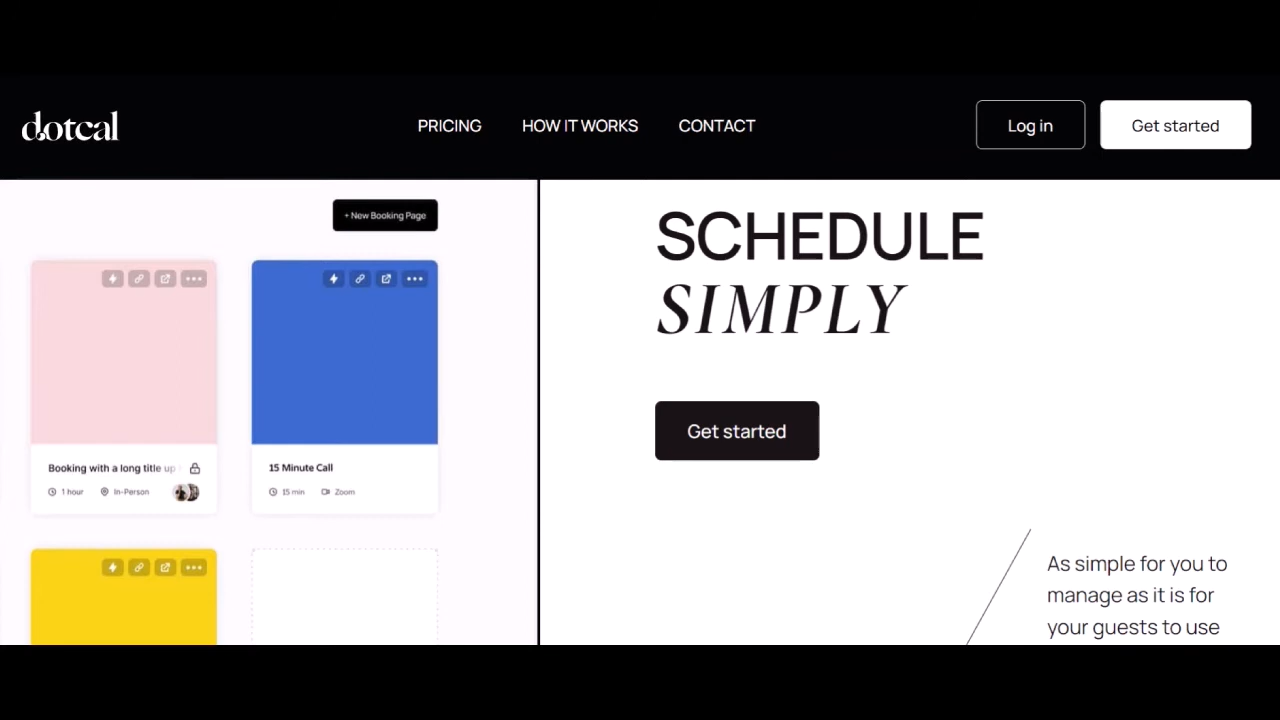 dotcal
PRICING
HOW IT WORKS
CONTACT
Log in
Get started
+ New Booking Page
Booking with a long title up
1 hour
In-Person
15 Minute Call
15 min
Zoom
SCHEDULE
SIMPLY
Get started
As simple for you to
manage as it is for
your guests to use